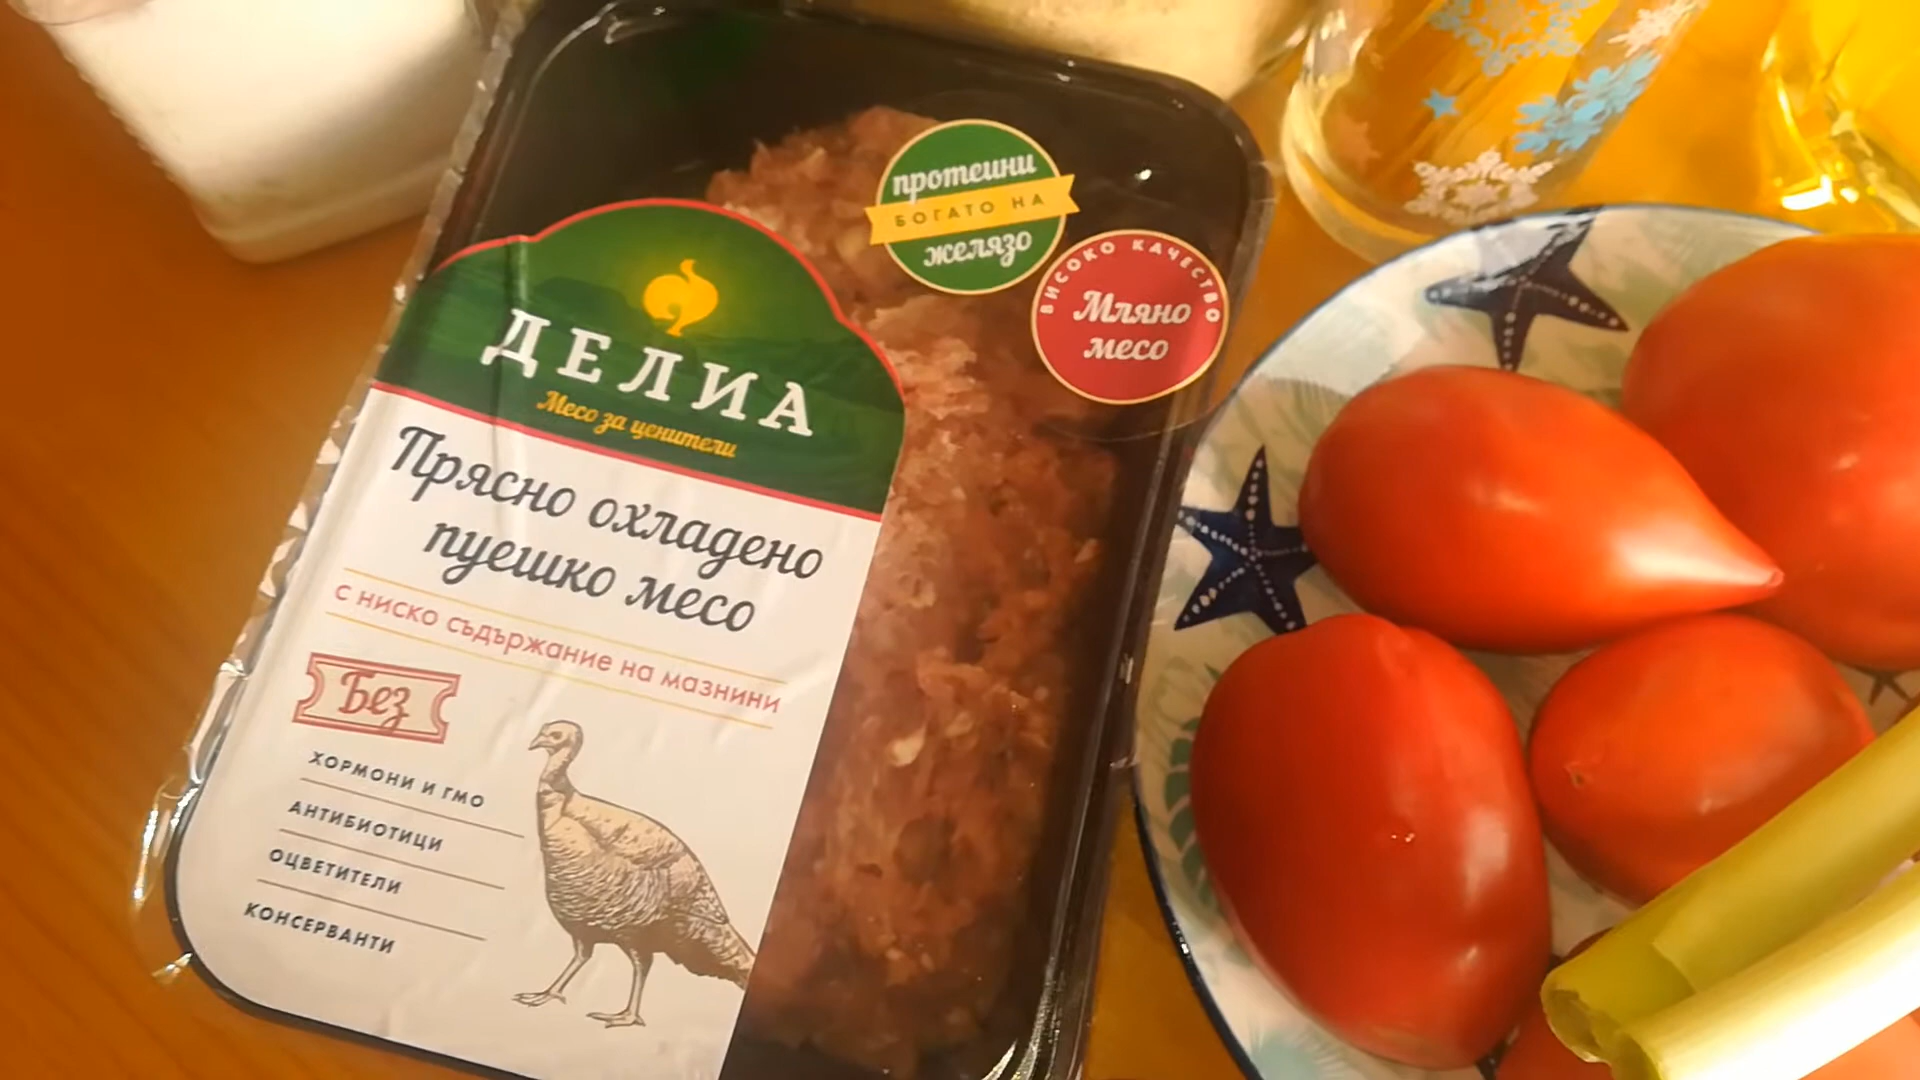 протеини
БОГАТО НА
желязо
ВИСОКО КАЧЕСТВО
Мляно
месо
ДЕЛИА
Месо за ценители
Прясно охладено
пуешко месо
с ниско съдържание на мазнини
Без
ХОРМОНИ И ГМО
АНТИБИОТИЦИ
ОЦВЕТИТЕЛИ
КОНСЕРВАНТИ